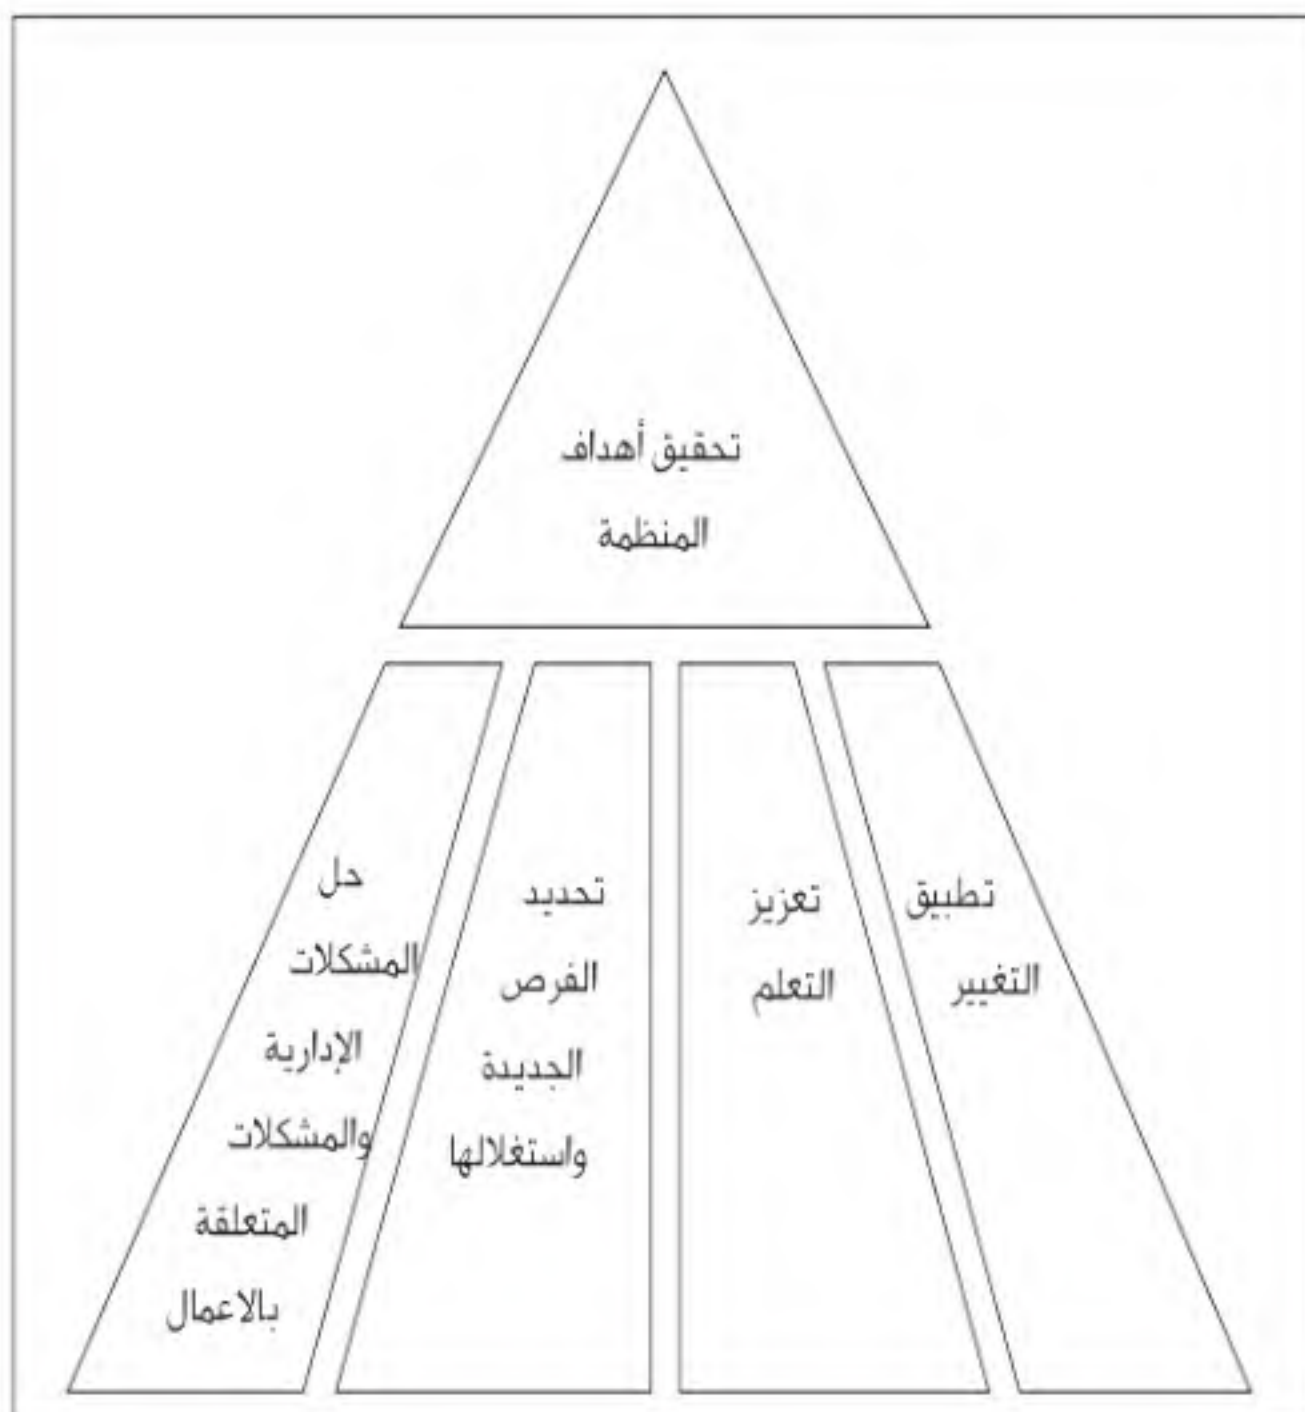 تحقيق أهداف
المنظمة
تطبيق
التغيير
تعزيز
التعلم
تحديد
الفرص
الجديدة
واستغلالها
حل
المشكلات
الإدارية
والمشكلات
المتعلقة
بالاعمال